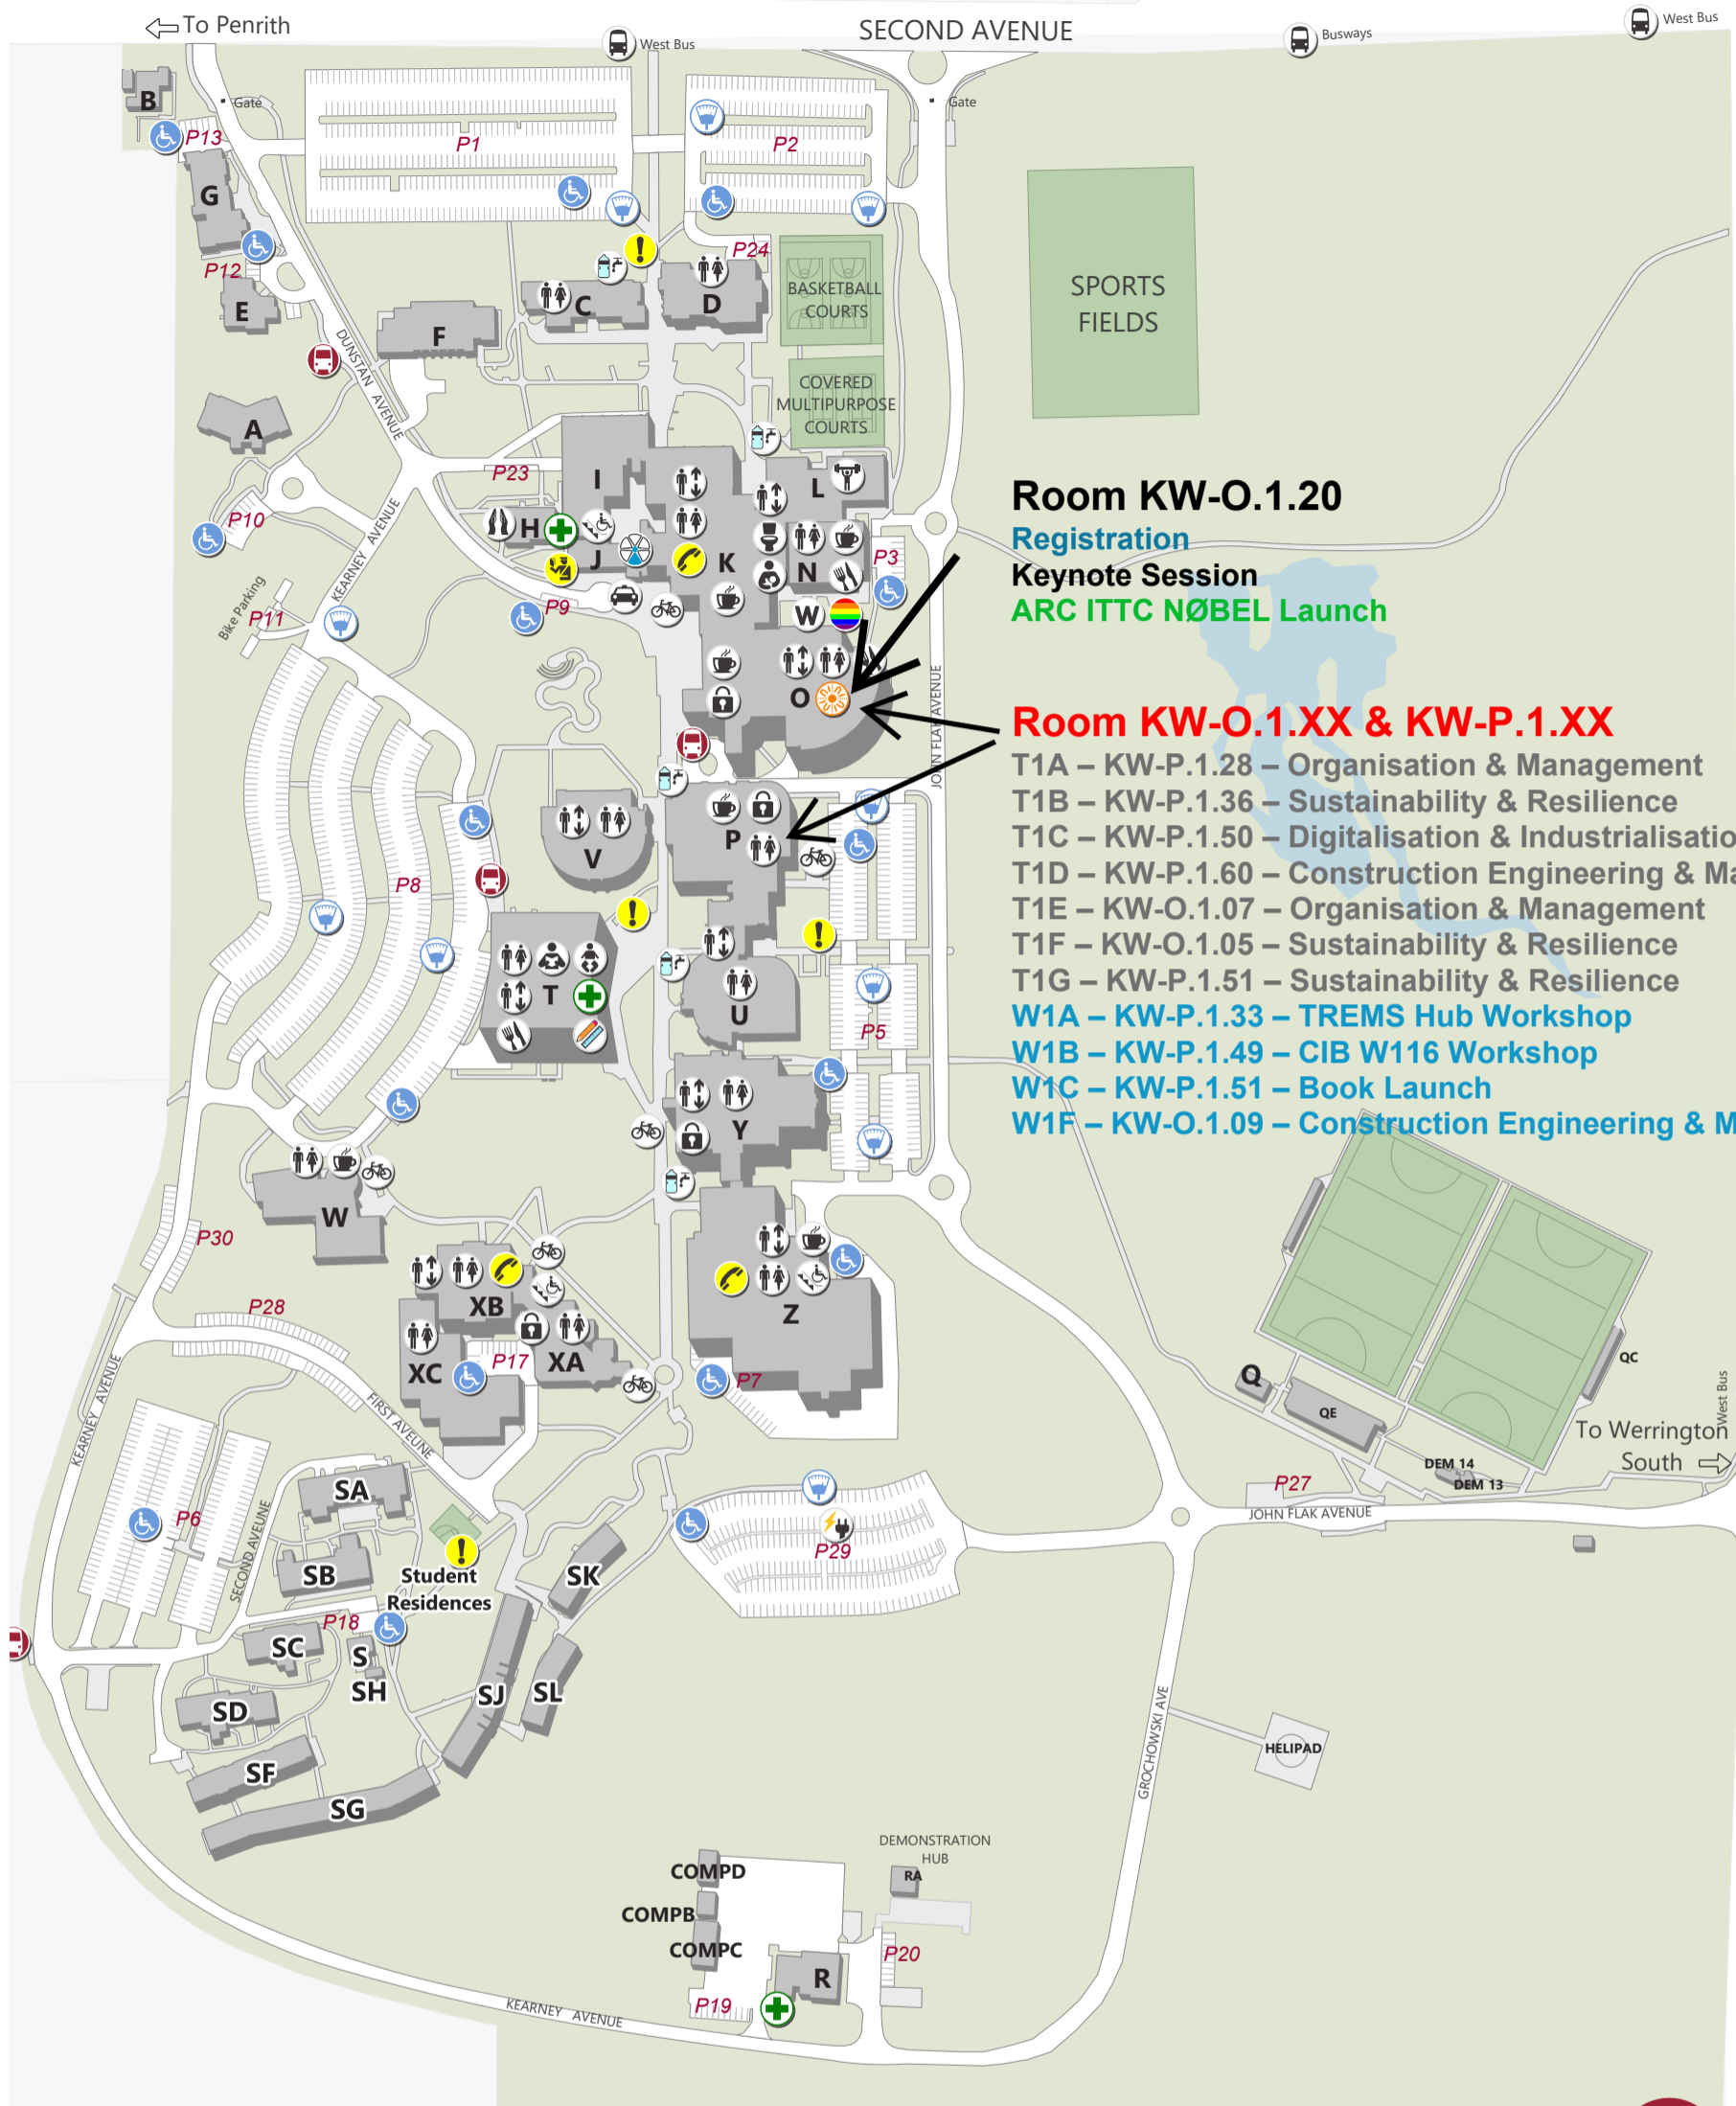 To Penrith
SECOND AVENUE
West Bus
Busways
West Bus
B
Gate
Gate
P13
P1
P2
G
P12
P24
E
C
D
BASKETBALL
COURTS
SPORTS
FIELDS
F
DUNSTAN AVENUE
A
COVERED
MULTIPURPOSE
COURTS
P23
I
L
P10
H
J
K
N
P3
KEARNEY AVENUE
Bike Parking
P11
P9
W
O
JOHN FLAK AVENUE
Room KW-O.1.20
Registration
Keynote Session
ARC ITTC NØBEL Launch
Room KW-O.1.XX & KW-P.1.XX
T1A – KW-P.1.28 – Organisation & Management
T1B – KW-P.1.36 – Sustainability & Resilience
T1C – KW-P.1.50 – Digitalisation & Industrialisatio
T1D – KW-P.1.60 – Construction Engineering & Ma
T1E – KW-O.1.07 – Organisation & Management
T1F – KW-O.1.05 – Sustainability & Resilience
T1G – KW-P.1.51 – Sustainability & Resilience
W1A – KW-P.1.33 – TREMS Hub Workshop
W1B – KW-P.1.49 – CIB W116 Workshop
W1C – KW-P.1.51 – Book Launch
W1F – KW-O.1.09 – Construction Engineering & M
V
P
P8
T
U
P5
Y
W
P30
P28
XB
XC
P17
XA
Z
P7
KEARNEY AVENUE
FIRST AVEUNE
Q
QE
QC
West Bus
To Werrington
South
DEM 14
DEM 13
P27
JOHN FLAK AVENUE
SA
P6
SECOND AVEUNE
SB
Student
Residences
SK
P29
P18
SC
S
SH
SJ
SL
SD
SF
SG
GROCHOWSKI AVE
HELIPAD
DEMONSTRATION
HUB
RA
COMPD
COMPB
COMPC
P20
R
P19
KEARNEY AVENUE